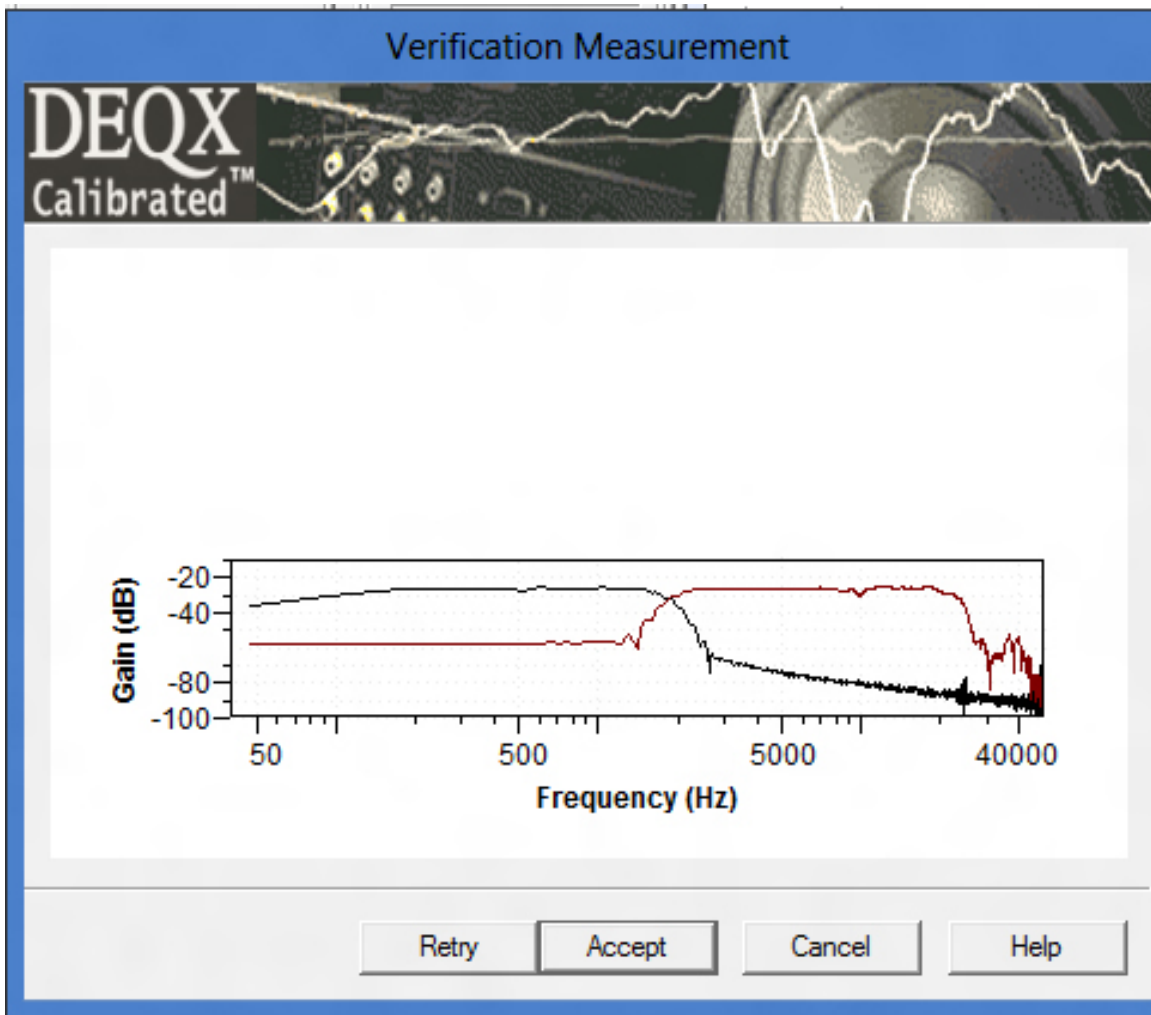 Verification Measurement
DEQX
Calibrated™
Gain (dB)
-20
-40
-80
-100
50 500 5000 40000
Frequency (Hz)
Retry Accept Cancel Help